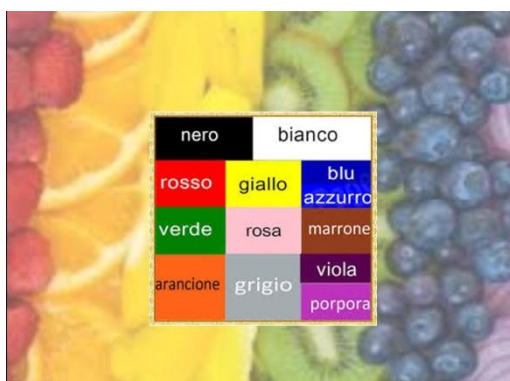 nero bianco
rosso giallo blu
azzurro
verde rosa marrone
arancione grigio viola
porpora